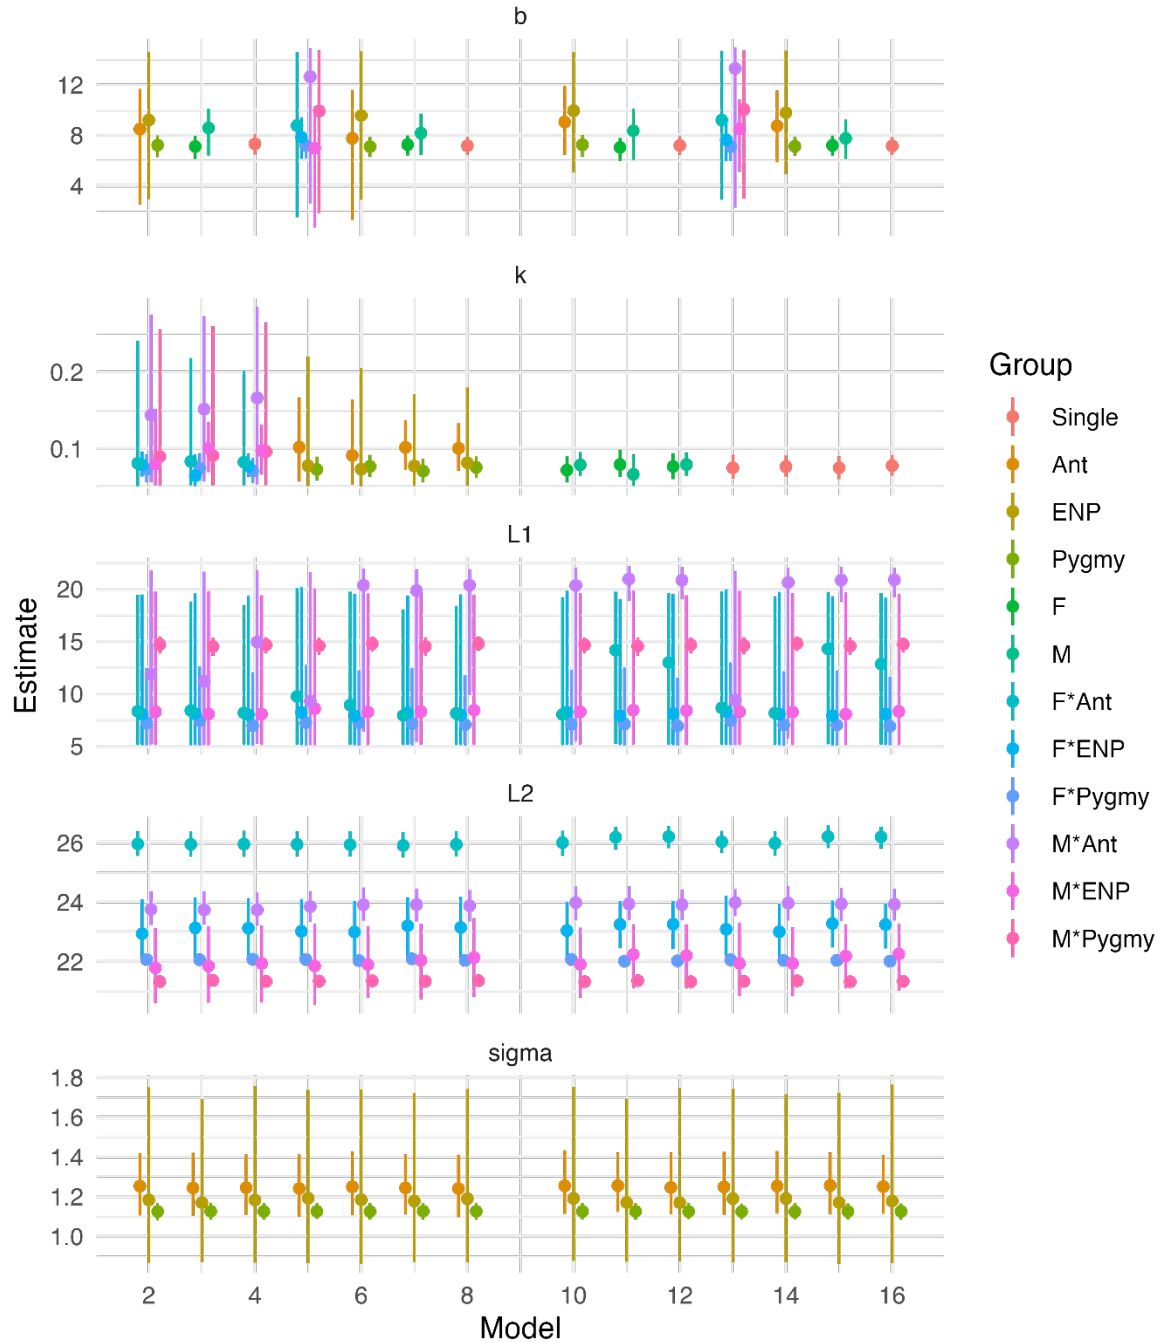 b
12
8
4
k
0.2
0.1
L1
20
15
10
5
L2
26
24
22
sigma
1.8
1.6
1.4
1.2
1.0
2 4 6 8 10 12 14 16
Model
Estimate
Group
Single
Ant
ENP
Pygmy
F
M
F*Ant
F*ENP
F*Pygmy
M*Ant
M*ENP
M*Pygmy